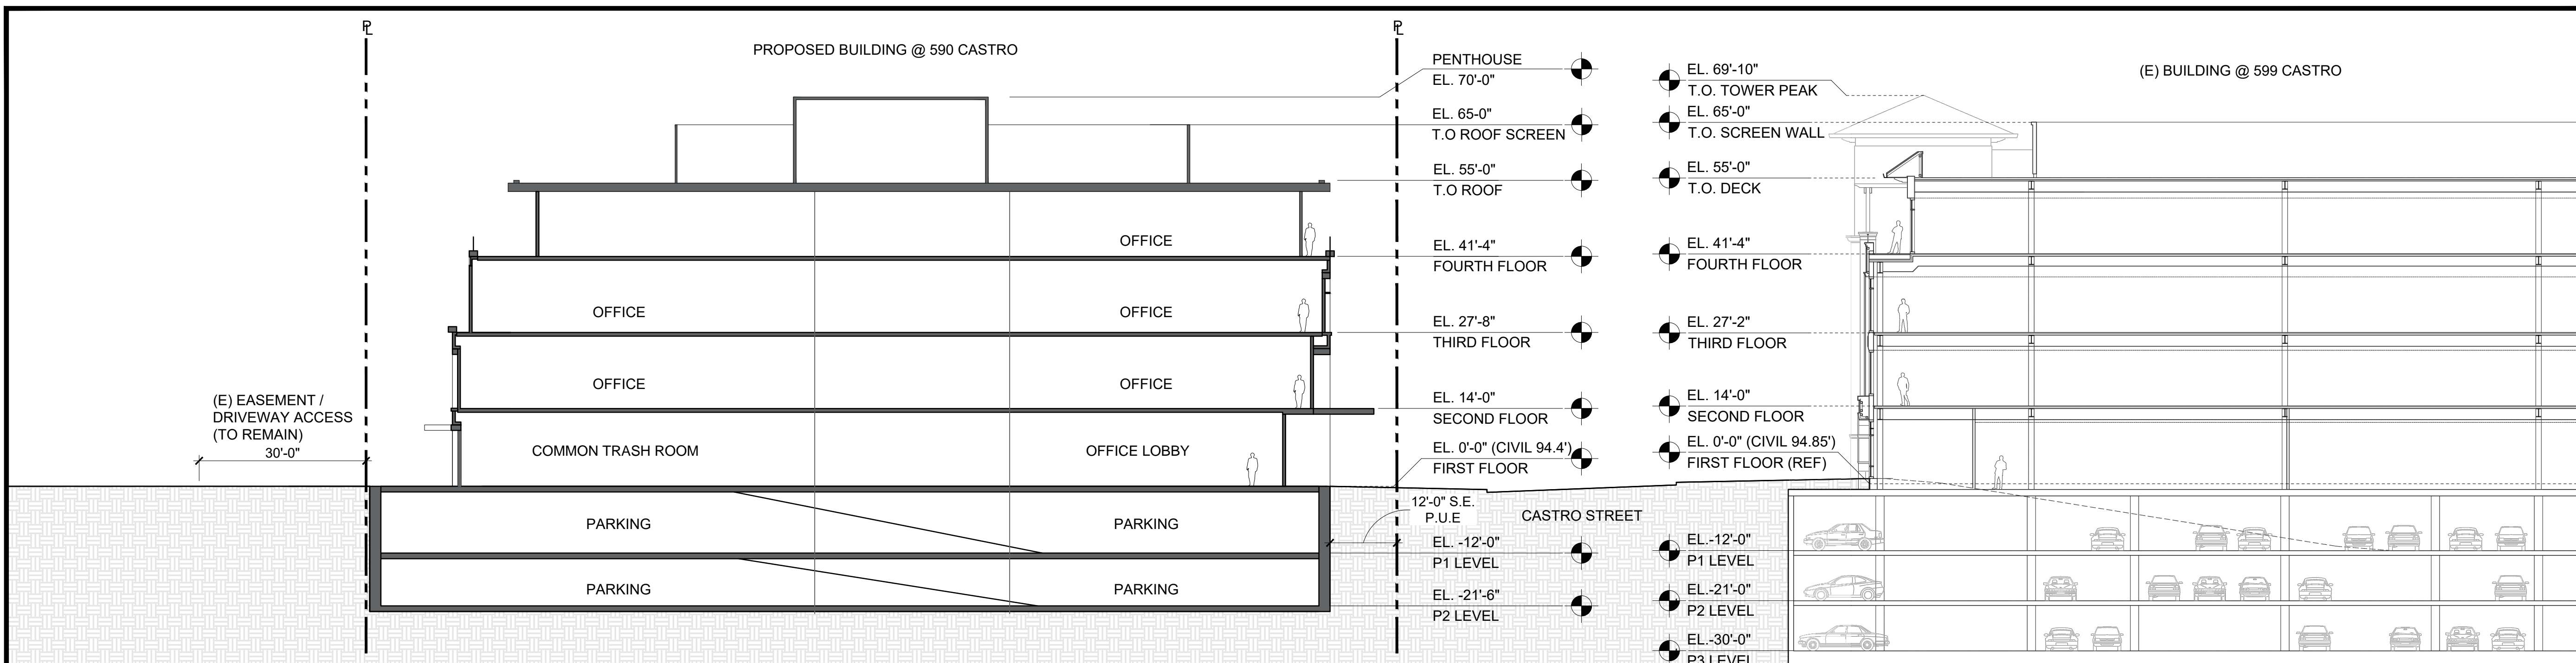 PL
PL
PROPOSED BUILDING @ 590 CASTRO
(E) BUILDING @ 599 CASTRO
PENTHOUSE
EL. 70'-0"
EL. 65-0"
T.O ROOF SCREEN
EL. 55'-0"
T.O ROOF
EL. 41'-4"
FOURTH FLOOR
EL. 27'-8"
THIRD FLOOR
EL. 14'-0"
SECOND FLOOR
EL. 0'-0" (CIVIL 94.4')
FIRST FLOOR
12'-0" S.E.
P.U.E
CASTRO STREET
EL. -12'-0"
P1 LEVEL
EL. -21'-6"
P2 LEVEL
EL. 69'-10"
T.O. TOWER PEAK
EL. 65'-0"
T.O. SCREEN WALL
EL. 55'-0"
T.O. DECK
EL. 41'-4"
FOURTH FLOOR
EL. 27'-2"
THIRD FLOOR
EL. 14'-0"
SECOND FLOOR
EL. 0'-0" (CIVIL 94.85')
FIRST FLOOR (REF)
EL.-12'-0"
P1 LEVEL
EL.-21'-0"
P2 LEVEL
EL.-30'-0"
P3 LEVEL
OFFICE
OFFICE
OFFICE
OFFICE
OFFICE
COMMON TRASH ROOM
OFFICE LOBBY
PARKING
PARKING
PARKING
PARKING
(E) EASEMENT /
DRIVEWAY ACCESS
(TO REMAIN)
30'-0"